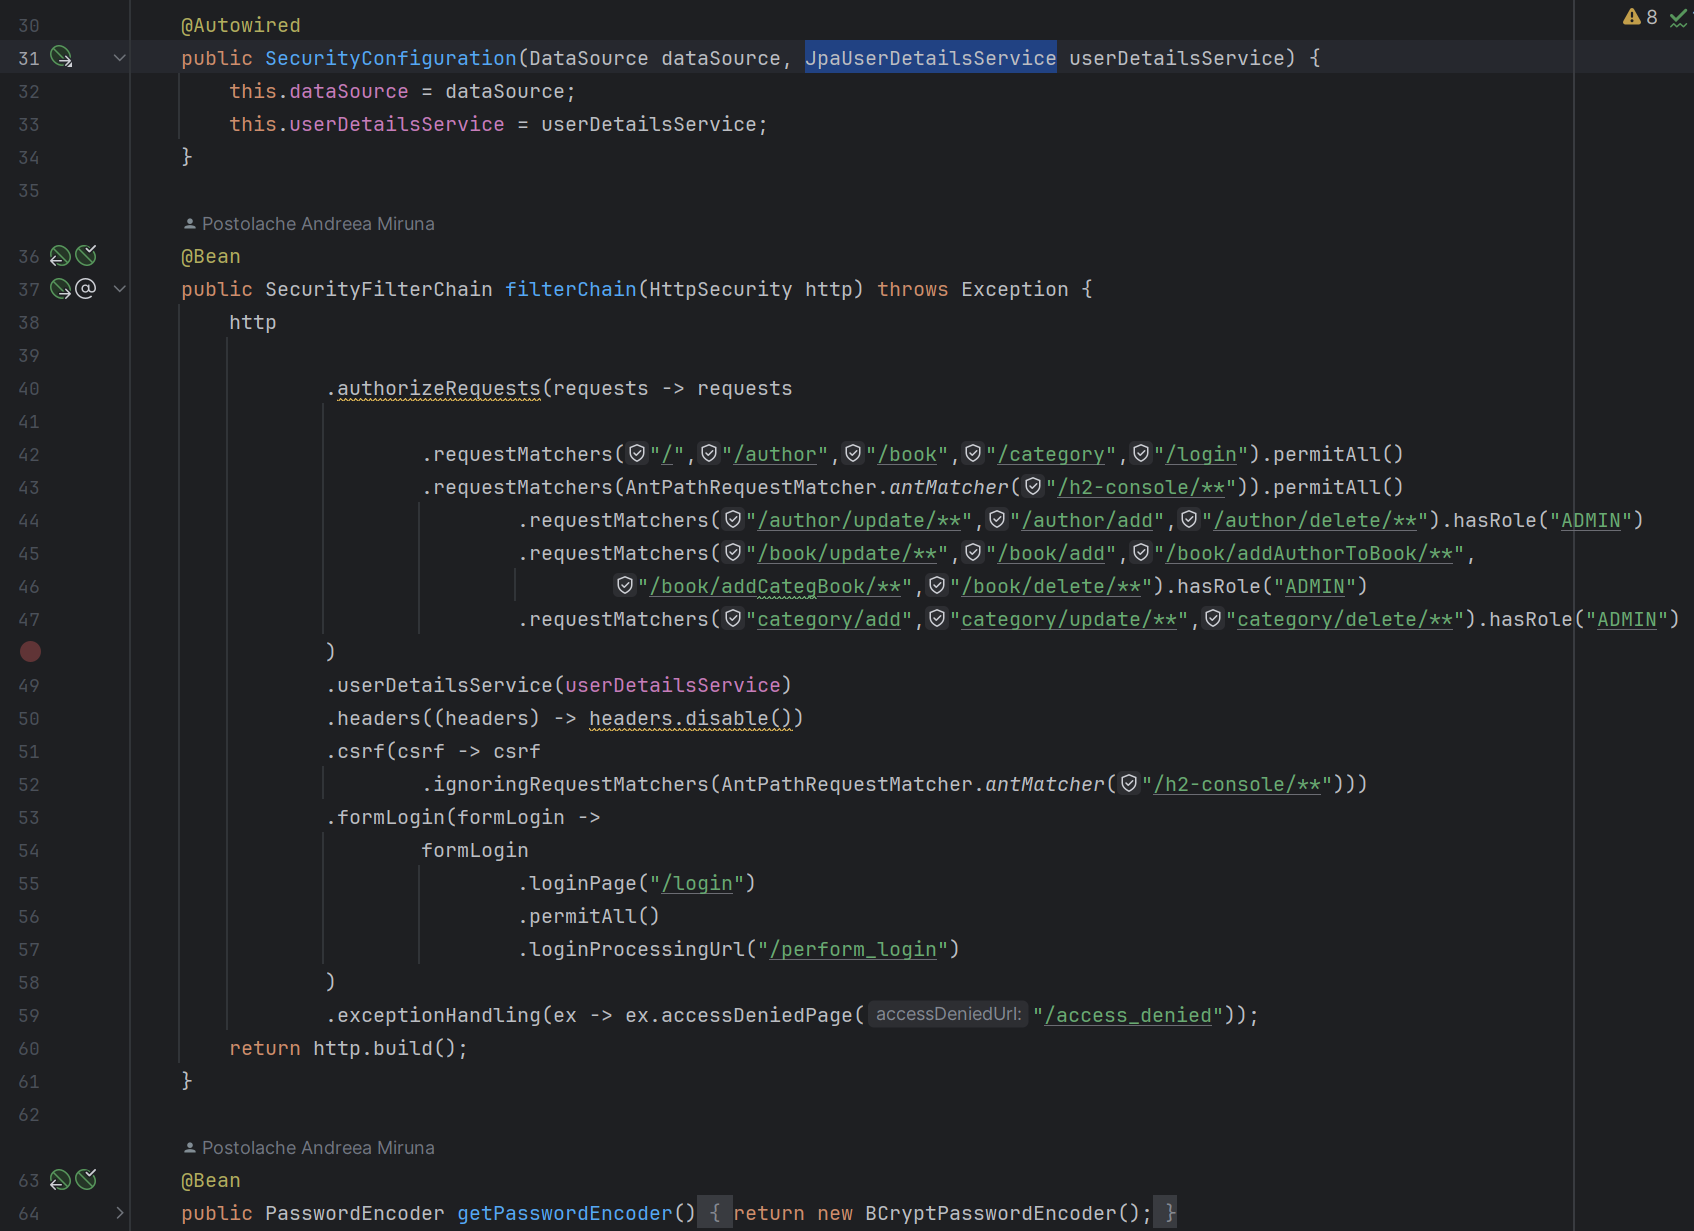 8
30 @Autowired
31 public SecurityConfiguration(DataSource dataSource, JpaUserDetailsService userDetailsService) {
32 this.dataSource = dataSource;
33 this.userDetailsService = userDetailsService;
34 }
35
Postolache Andreea Miruna
36 @Bean
37 @ public SecurityFilterChain filterChain(HttpSecurity http) throws Exception {
38 http
39
40 .authorizeRequests(requests -> requests
41
42 .requestMatchers("/","/author","/book","/category","/login").permitAll()
43 .requestMatchers(AntPathRequestMatcher.antMatcher("/h2-console/**")).permitAll()
44 .requestMatchers("/author/update/**","/author/add","/author/delete/**").hasRole("ADMIN")
45 .requestMatchers("/book/update/**","/book/add","/book/addAuthorToBook/**",
46 "/book/addCategBook/**","/book/delete/**").hasRole("ADMIN")
47 .requestMatchers("category/add","category/update/**","category/delete/**").hasRole("ADMIN")
)
49 .userDetailsService(userDetailsService)
50 .headers((headers) -> headers.disable())
51 .csrf(csrf -> csrf
52 .ignoringRequestMatchers(AntPathRequestMatcher.antMatcher("/h2-console/**")))
53 .formLogin(formLogin ->
54 formLogin
55 .loginPage("/login")
56 .permitAll()
57 .loginProcessingUrl("/perform_login")
58 )
59 .exceptionHandling(ex -> ex.accessDeniedPage( accessDeniedUrl: "/access_denied"));
60 return http.build();
61 }
62
Postolache Andreea Miruna
63 @Bean
64 public PasswordEncoder getPasswordEncoder() { return new BCryptPasswordEncoder(); }